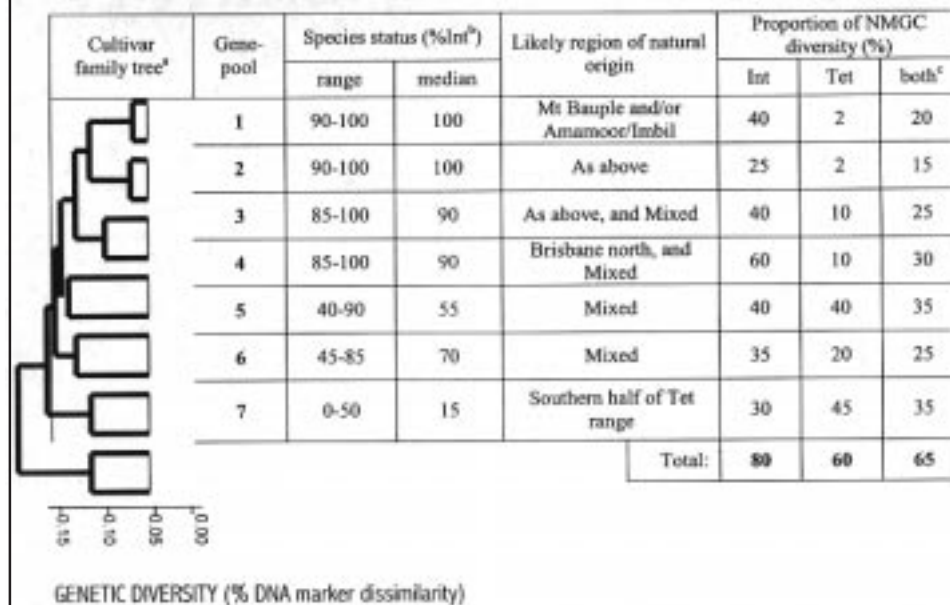 Cultivar family tree^a Gene-pool Species status (%Int^b) Likely region of natural origin Proportion of NMGC diversity (%)
range median Int Tet both^c
1 90-100 100 Mt Bauple and/or Amamoor/Imbil 40 2 20
2 90-100 100 As above 25 2 15
3 85-100 90 As above, and Mixed 40 10 25
4 85-100 90 Brisbane north, and Mixed 60 10 30
5 40-90 55 Mixed 40 40 35
6 45-85 70 Mixed 35 20 25
7 0-50 15 Southern half of Tet range 30 45 35
Total: 80 60 65
-0.15 -0.10 -0.05 0.00
GENETIC DIVERSITY (% DNA marker dissimilarity)